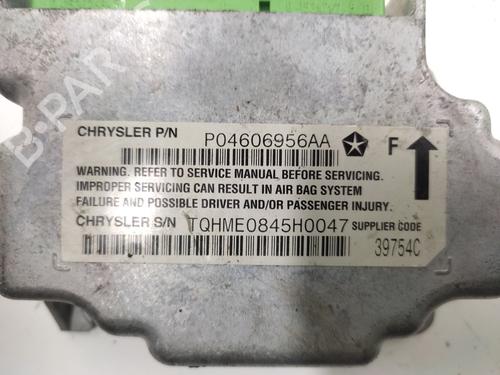 CHRYSLER P/N P04606956AA
F
WARNING. REFER TO SERVICE MANUAL BEFORE SERVICING.
IMPROPER SERVICING CAN RESULT IN AIR BAG SYSTEM
FAILURE AND POSSIBLE DRIVER AND/OR PASSENGER INJURY.
CHRYSLER S/N TQHME0845H0047 SUPPLIER CODE
39754C
B-PARTS